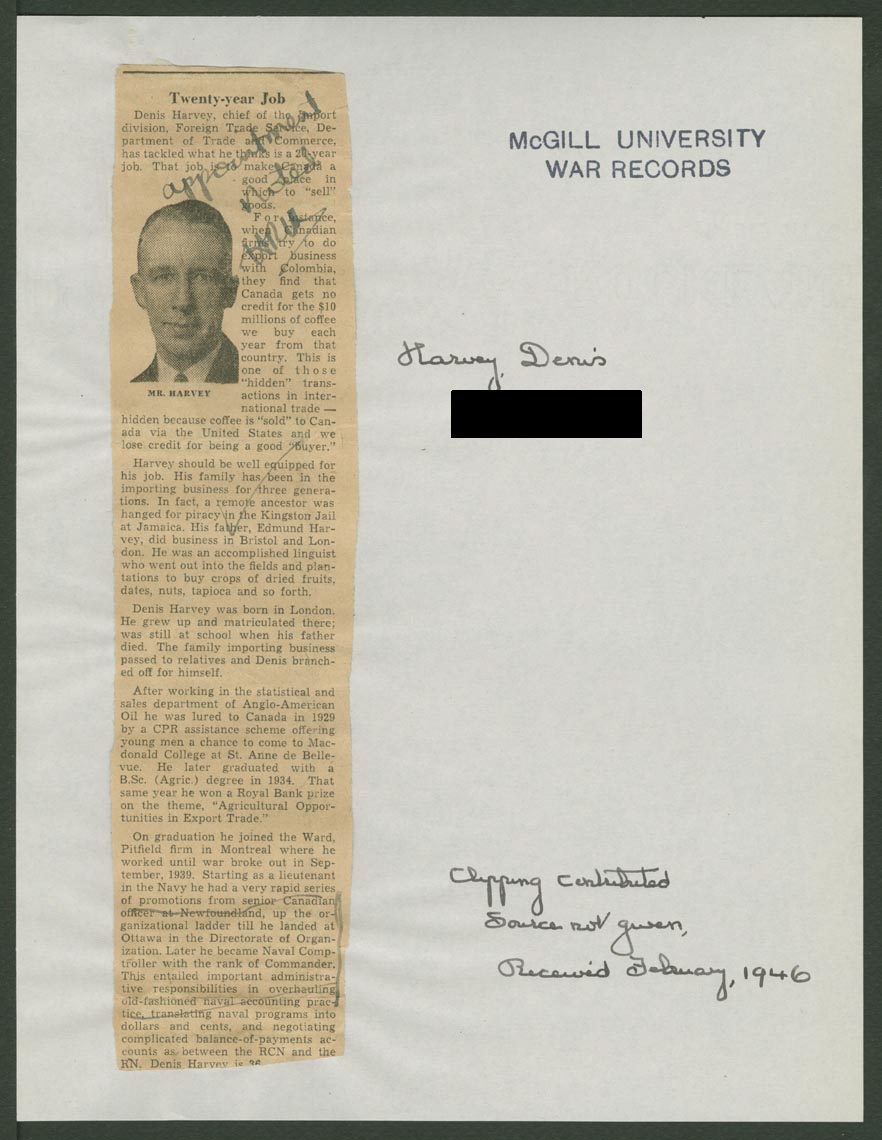 Twenty-year Job
Denis Harvey, chief of the import
division, Foreign Trade Service, De-
partment of Trade and Commerce,
has tackled what he thinks is a 20-year
job. That job is to make Canada a
good place in
which to "sell"
goods.
For instance,
when Canadian
firms try to do
export business
with Colombia,
they find that
Canada gets no
credit for the $10
millions of coffee
we buy each
year from that
country. This is
one of those
"hidden" trans-
actions in inter-
national trade —
MR. HARVEY
hidden because coffee is "sold" to Can-
ada via the United States and we
lose credit for being a good "buyer."
Harvey should be well equipped for
his job. His family has been in the
importing business for three genera-
tions. In fact, a remote ancestor was
hanged for piracy in the Kingston Jail
at Jamaica. His father, Edmund Har-
vey, did business in Bristol and Lon-
don. He was an accomplished linguist
who went out into the fields and plan-
tations to buy crops of dried fruits,
dates, nuts, tapioca and so forth.
Denis Harvey was born in London.
He grew up and matriculated there;
was still at school when his father
died. The family importing business
passed to relatives and Denis branch-
ed off for himself.
After working in the statistical and
sales department of Anglo-American
Oil he was lured to Canada in 1929
by a CPR assistance scheme offering
young men a chance to come to Mac-
donald College at St. Anne de Belle-
vue. He later graduated with a
B.Sc. (Agric.) degree in 1934. That
same year he won a Royal Bank prize
on the theme, "Agricultural Oppor-
tunities in Export Trade."
On graduation he joined the Ward,
Pitfield firm in Montreal where he
worked until war broke out in Sep-
tember, 1939. Starting as a lieutenant
in the Navy he had a very rapid series
of promotions from senior Canadian
officer at Newfoundland, up the or-
ganizational ladder till he landed at
Ottawa in the Directorate of Organ-
ization. Later he became Naval Comp-
troller with the rank of Commander.
This entailed important administra-
tive responsibilities in overhauling
old-fashioned naval accounting prac-
tice, translating naval programs into
dollars and cents, and negotiating
complicated balance-of-payments ac-
counts as between the RCN and the
RN. Denis Harvey is 36.
appointment
noted
McGILL UNIVERSITY
WAR RECORDS
Harvey, Denis
Clipping contributed
Source not given,
Received February, 1946